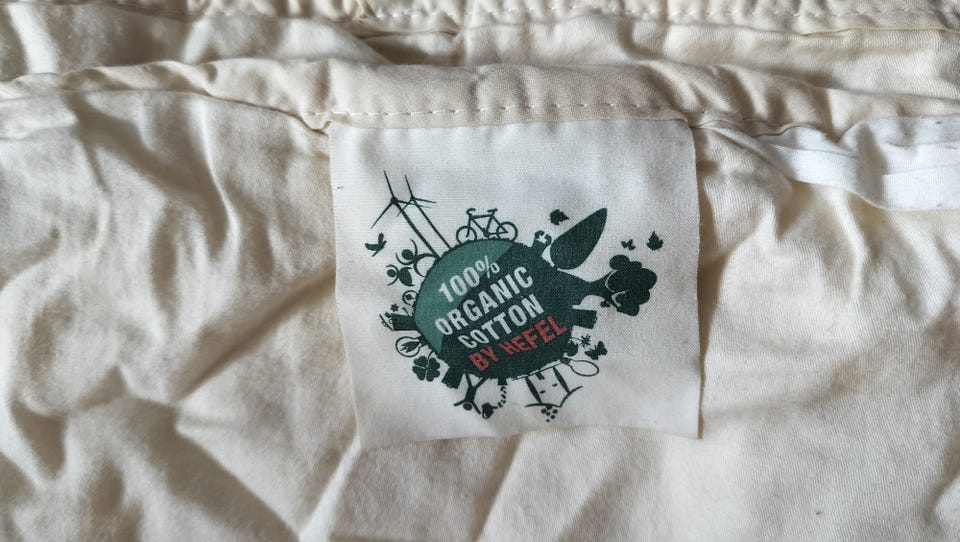 100%
ORGANIC
COTTON
BY HEFEL